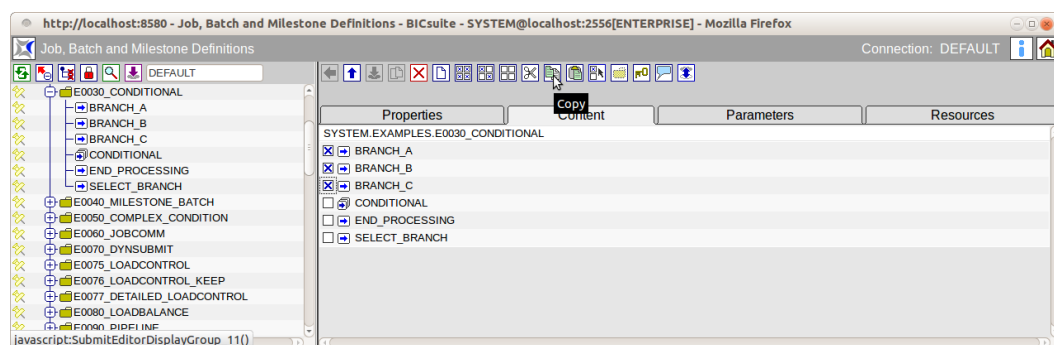 http://localhost:8580 - Job, Batch and Milestone Definitions - BICsuite - SYSTEM@localhost:2556[ENTERPRISE] - Mozilla Firefox
Job, Batch and Milestone Definitions
Connection: DEFAULT
DEFAULT
E0030_CONDITIONAL
BRANCH_A
BRANCH_B
BRANCH_C
CONDITIONAL
END_PROCESSING
SELECT_BRANCH
E0040_MILESTONE_BATCH
E0050_COMPLEX_CONDITION
E0060_JOBCOMM
E0070_DYNSUBMIT
E0075_LOADCONTROL
E0076_LOADCONTROL_KEEP
E0077_DETAILED_LOADCONTROL
E0080_LOADBALANCE
E0090_PIPELINE
javascript:SubmitEditorDisplayGroup_11()
Copy
Properties Content Parameters Resources
SYSTEM.EXAMPLES.E0030_CONDITIONAL
BRANCH_A
BRANCH_B
BRANCH_C
CONDITIONAL
END_PROCESSING
SELECT_BRANCH